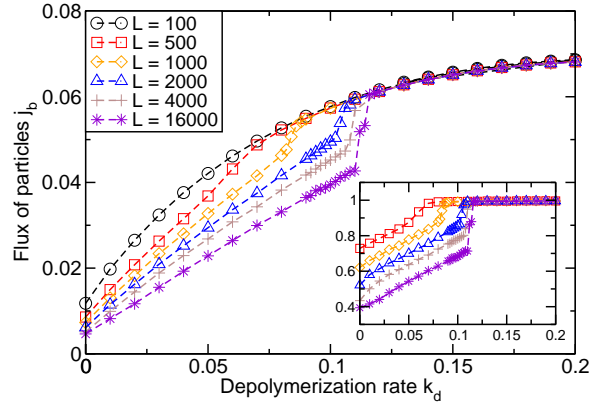 0.08
0.06
0.04
0.02
0
Flux of particles j_b
L = 100
L = 500
L = 1000
L = 2000
L = 4000
L = 16000
1
0.8
0.6
0.4
0 0.05 0.1 0.15 0.2
0 0.05 0.1 0.15 0.2
Depolymerization rate k_d